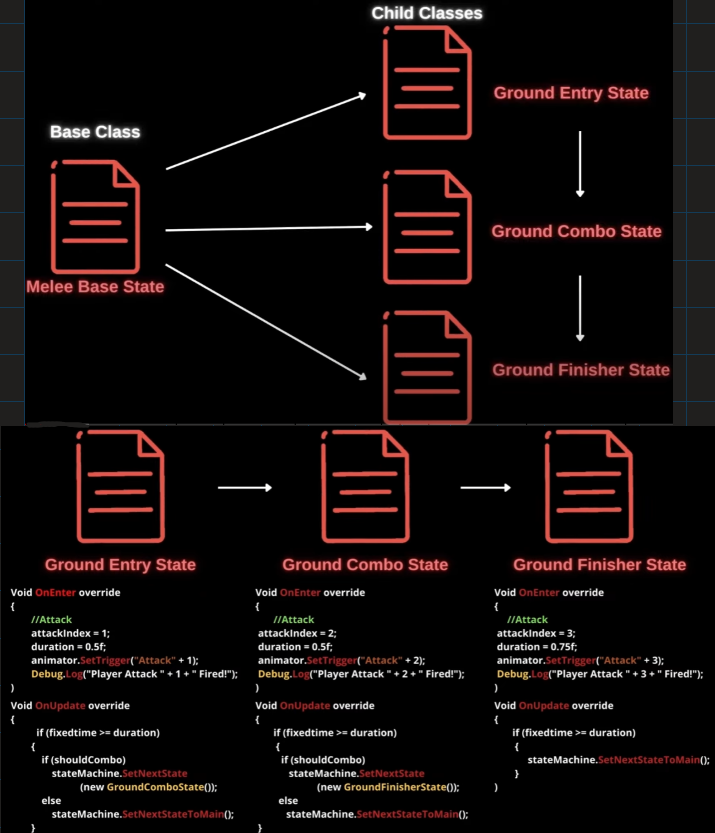 Child Classes
Ground Entry State
Base Class
Melee Base State
Ground Combo State
Ground Finisher State
Ground Entry State
Void OnEnter override
{
//Attack
attackIndex = 1;
duration = 0.5f;
animator.SetTrigger("Attack" + 1);
Debug.Log("Player Attack " + 1 + " Fired!");
)
Void OnUpdate override
{
if (fixedtime >= duration)
{
if (shouldCombo)
stateMachine.SetNextState
(new GroundComboState());
else
stateMachine.SetNextStateToMain();
}
Ground Combo State
Void OnEnter override
{
//Attack
attackIndex = 2;
duration = 0.5f;
animator.SetTrigger("Attack" + 2);
Debug.Log("Player Attack " + 2 + " Fired!");
)
Void OnUpdate override
{
if (fixedtime >= duration)
{
if (shouldCombo)
stateMachine.SetNextState
(new GroundFinisherState());
else
stateMachine.SetNextStateToMain();
}
Ground Finisher State
Void OnEnter override
{
//Attack
attackIndex = 3;
duration = 0.75f;
animator.SetTrigger("Attack" + 3);
Debug.Log("Player Attack " + 3 + " Fired!");
)
Void OnUpdate override
{
if (fixedtime >= duration)
{
stateMachine.SetNextStateToMain();
}
)